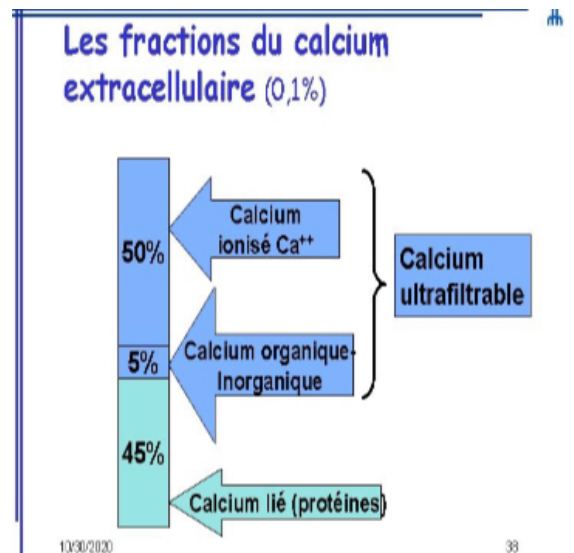 Les fractions du calcium
extracellulaire (0,1%)
50%
Calcium
ionisé Ca++
Calcium
ultrafiltrable
5%
Calcium organique-
Inorganique
45%
Calcium lié (protéines)
10/30/2020
38